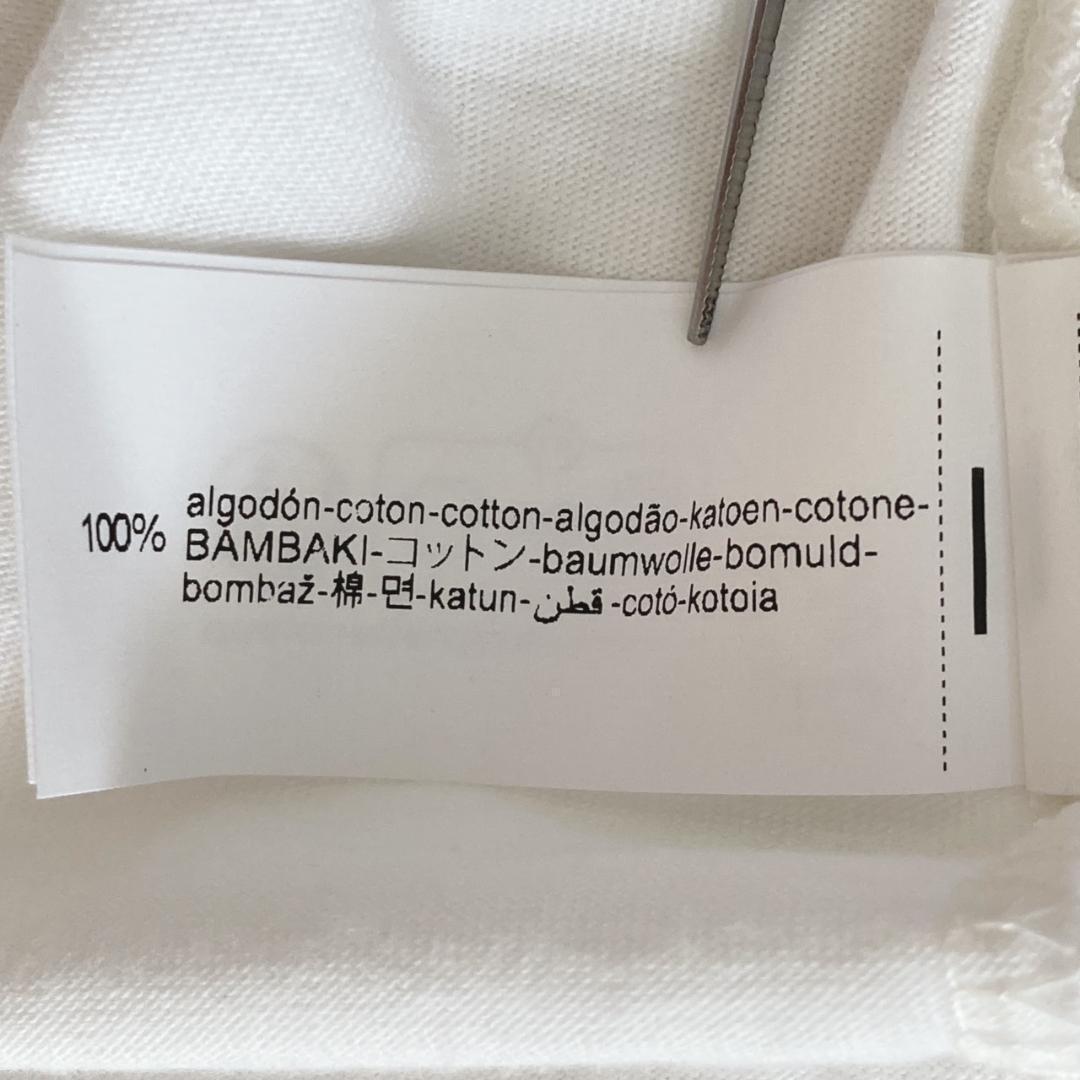 100% algodón-coton-cotton-algodão-katoen-cotone-
BAMBAKI-コットン-baumwolle-bomuld-
bombaž-棉-면-katun-قطن-cotó-kotoia